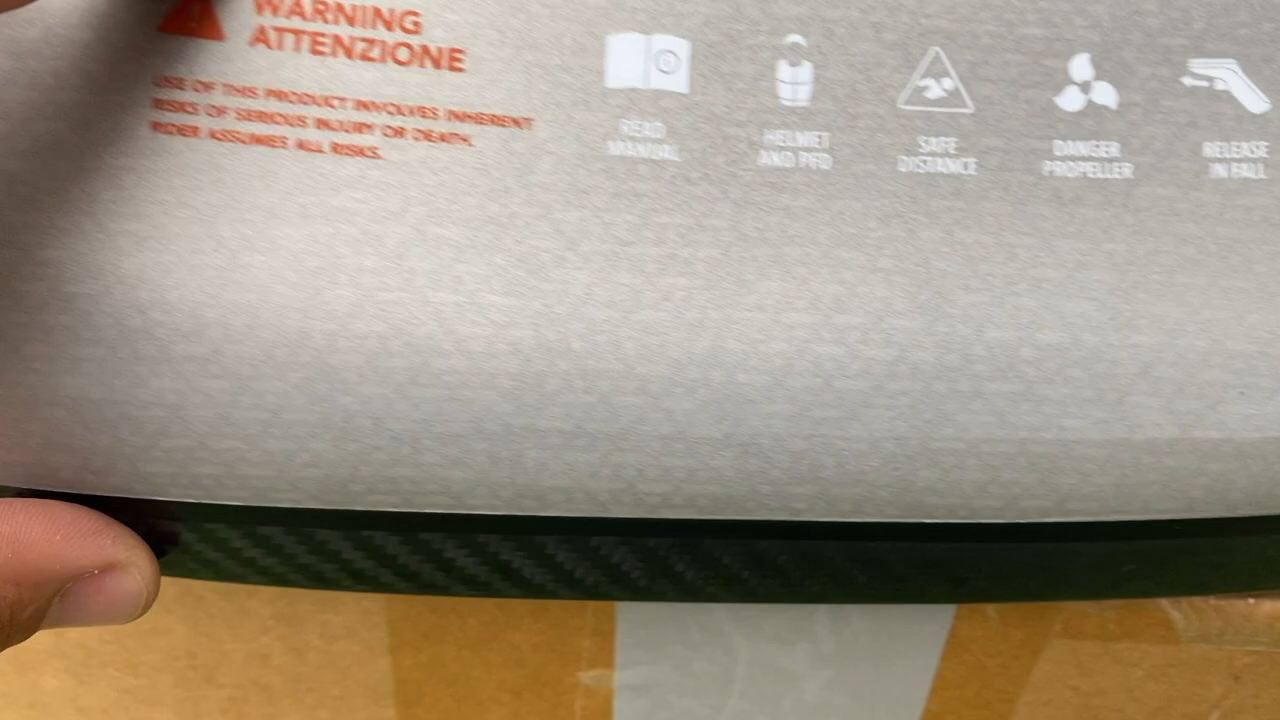 WARNING
ATTENZIONE
USE OF THIS PRODUCT INVOLVES INHERENT
RISKS OF SERIOUS INJURY OR DEATH.
RIDER ASSUMES ALL RISKS.
READ
MANUAL
HELMET
AND PFD
SAFE
DISTANCE
DANGER
PROPELLER
RELEASE
IN FALL